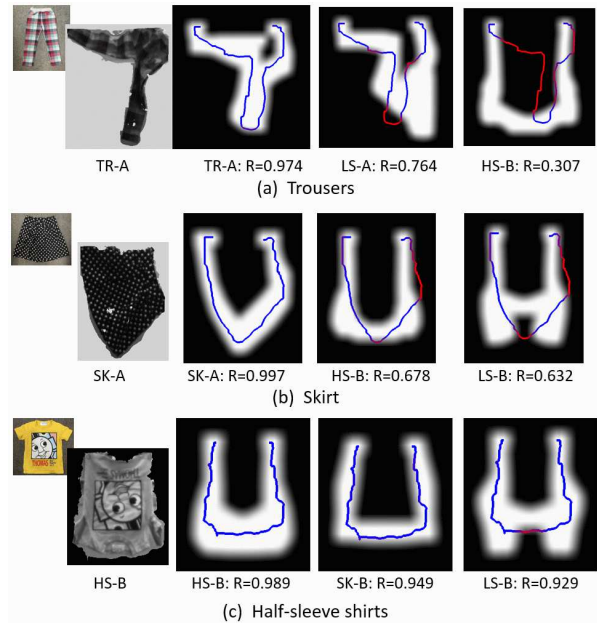 TR-A
TR-A: R=0.974
LS-A: R=0.764
HS-B: R=0.307
(a) Trousers
SK-A
SK-A: R=0.997
HS-B: R=0.678
LS-B: R=0.632
(b) Skirt
HS-B
HS-B: R=0.989
SK-B: R=0.949
LS-B: R=0.929
(c) Half-sleeve shirts